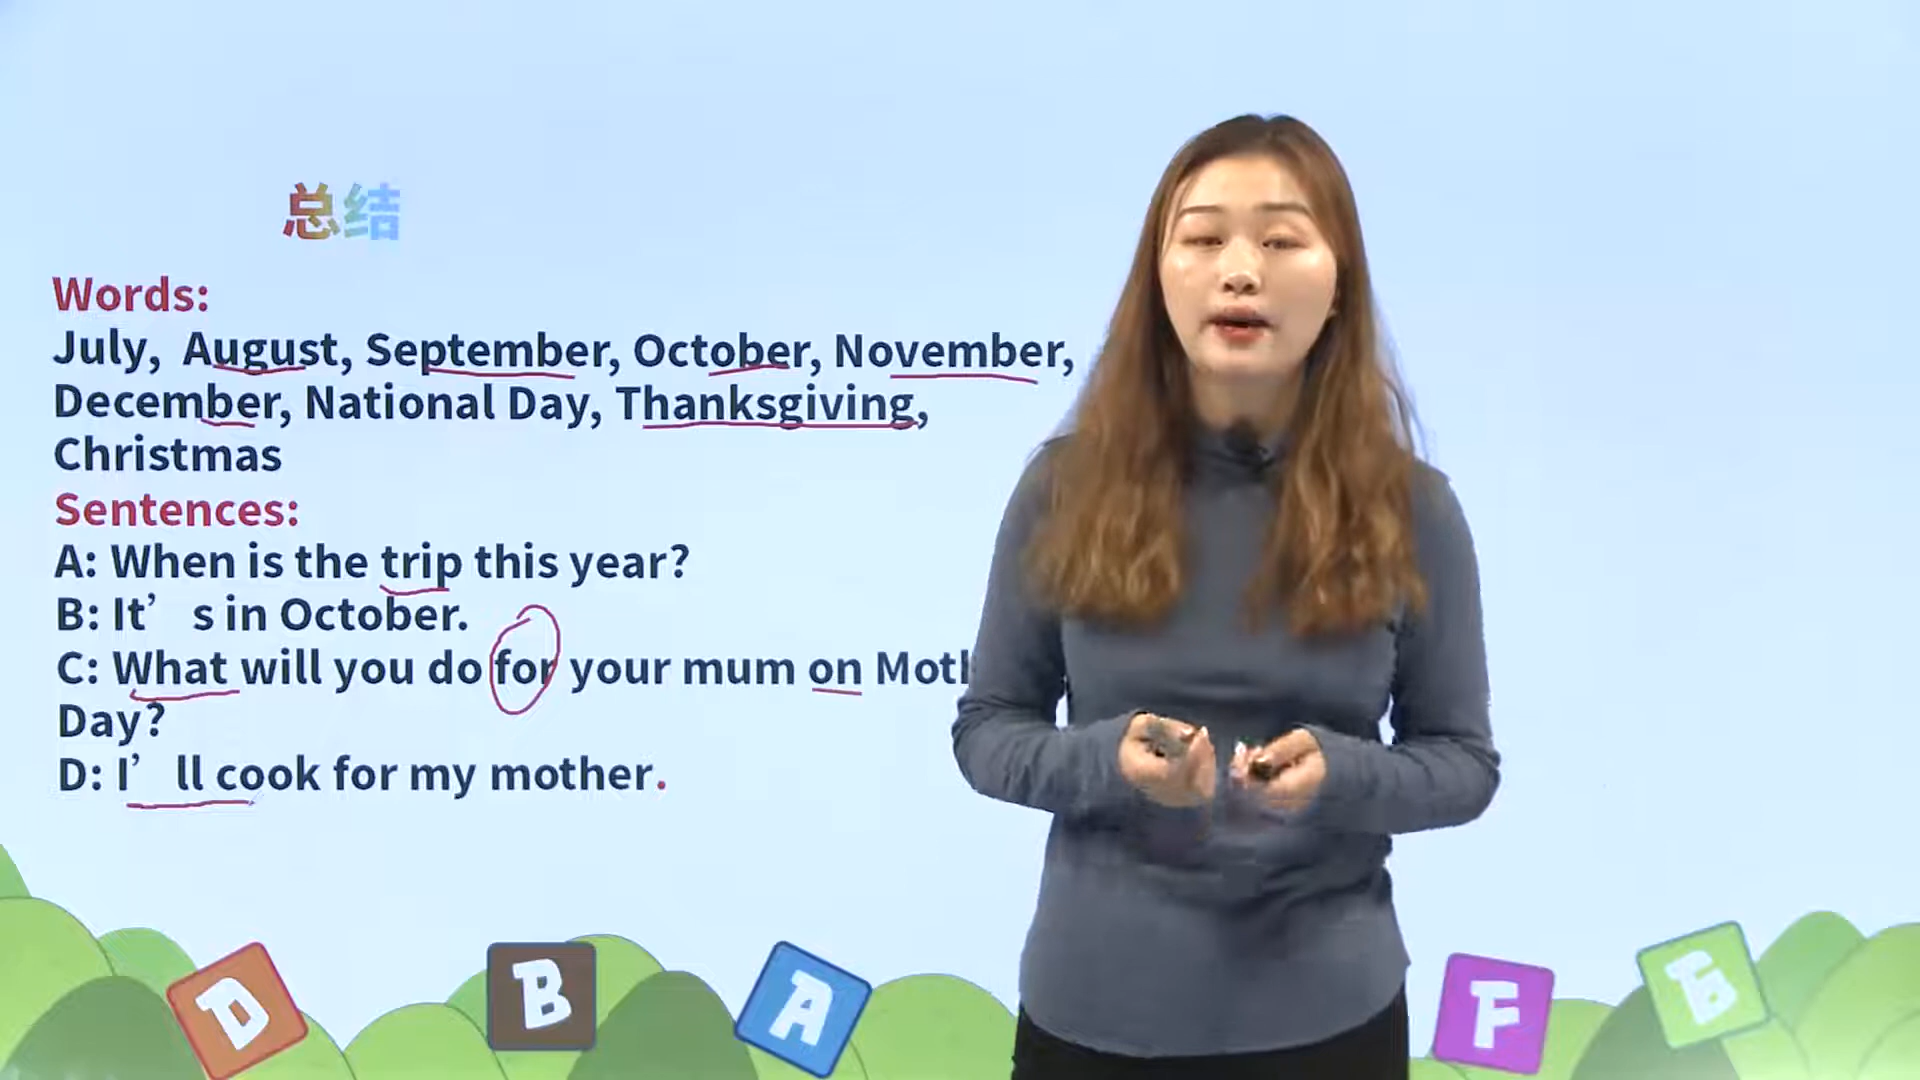 总结
Words:
July, August, September, October, November,
December, National Day, Thanksgiving,
Christmas
Sentences:
A: When is the trip this year?
B: It’ s in October.
C: What will you do for your mum on
Day?
D: I’ ll cook for my mother.
D B A F G